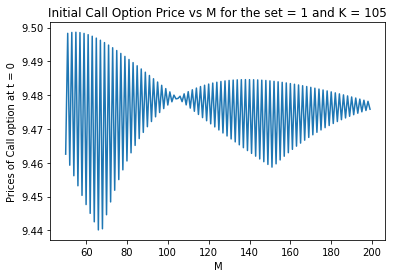 Initial Call Option Price vs M for the set = 1 and K = 105
Prices of Call option at t = 0
9.50
9.49
9.48
9.47
9.46
9.45
9.44
60 80 100 120 140 160 180 200
M